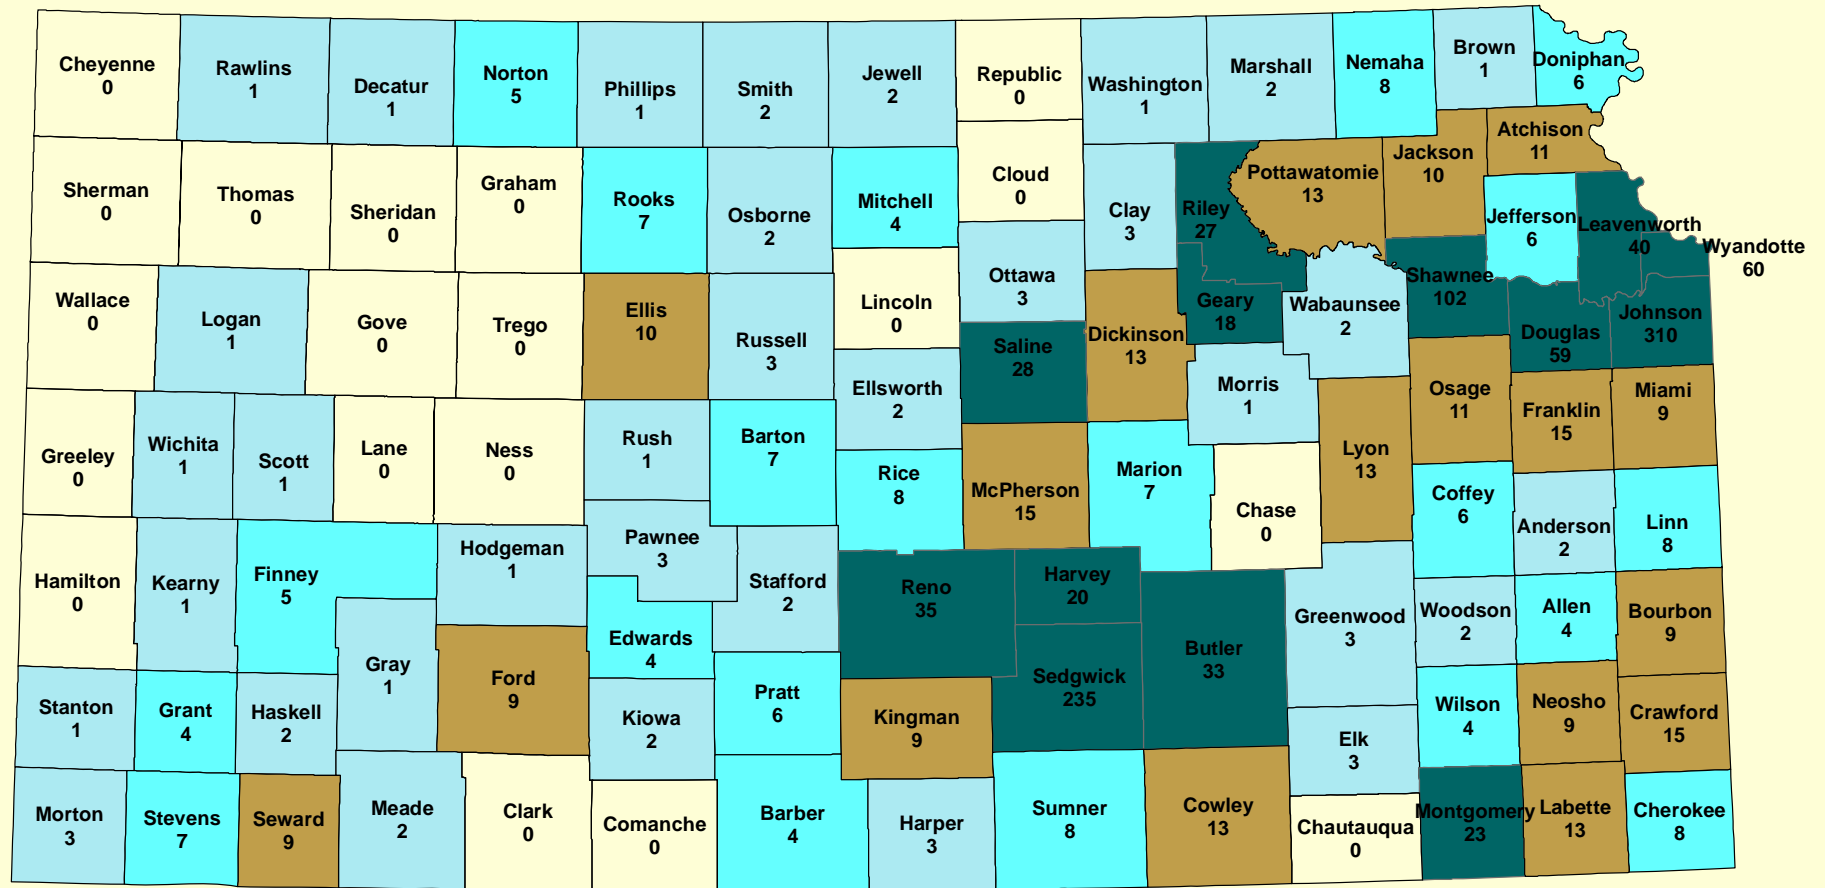 Cheyenne
0
Rawlins
1
Decatur
1
Norton
5
Phillips
1
Smith
2
Jewell
2
Republic
0
Washington
1
Marshall
2
Nemaha
8
Brown
1
Doniphan
6
Sherman
0
Thomas
0
Sheridan
0
Graham
0
Rooks
7
Osborne
2
Mitchell
4
Cloud
0
Clay
3
Riley
27
Pottawatomie
13
Jackson
10
Atchison
11
Jefferson
6
Leavenworth
40
Wyandotte
60
Wallace
0
Logan
1
Gove
0
Trego
0
Ellis
10
Russell
3
Lincoln
0
Ottawa
3
Saline
28
Dickinson
13
Geary
18
Wabaunsee
2
Shawnee
102
Douglas
59
Johnson
310
Greeley
0
Wichita
1
Scott
1
Lane
0
Ness
0
Rush
1
Barton
7
Ellsworth
2
Rice
8
McPherson
15
Marion
7
Morris
1
Chase
0
Lyon
13
Osage
11
Franklin
15
Miami
9
Coffey
6
Anderson
2
Linn
8
Hamilton
0
Kearny
1
Finney
5
Hodgeman
1
Pawnee
3
Stafford
2
Edwards
4
Gray
1
Ford
9
Reno
35
Harvey
20
Sedgwick
235
Butler
33
Greenwood
3
Woodson
2
Allen
4
Bourbon
9
Stanton
1
Grant
4
Haskell
2
Kiowa
2
Pratt
6
Kingman
9
Elk
3
Wilson
4
Neosho
9
Crawford
15
Morton
3
Stevens
7
Seward
9
Meade
2
Clark
0
Comanche
0
Barber
4
Harper
3
Sumner
8
Cowley
13
Chautauqua
0
Montgomery
23
Labette
13
Cherokee
8